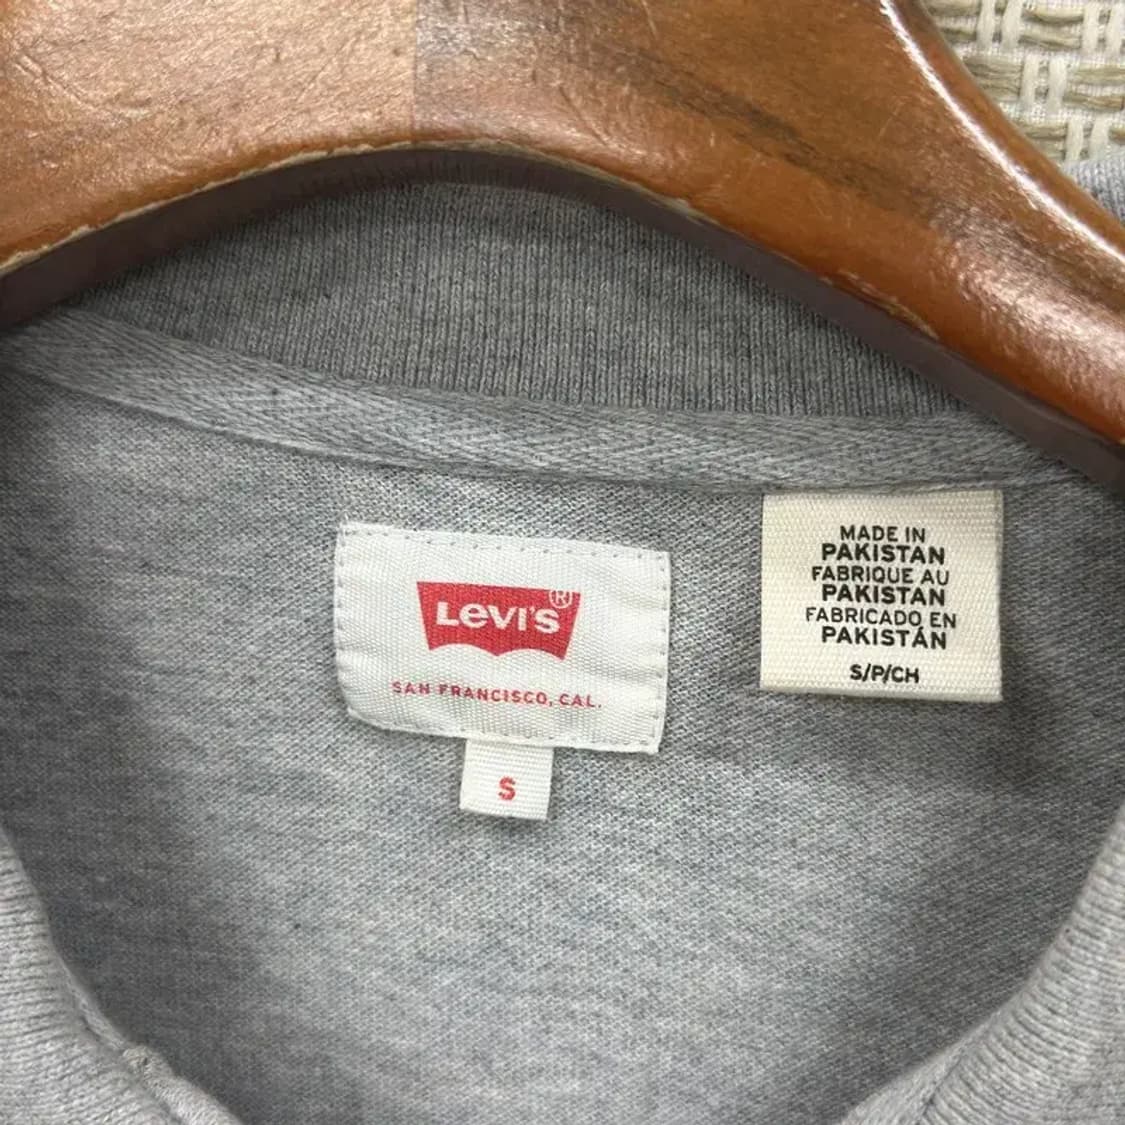 LEVI'S®
SAN FRANCISCO, CAL.
S
MADE IN
PAKISTAN
FABRIQUE AU
PAKISTAN
FABRICADO EN
PAKISTÁN
S/P/CH